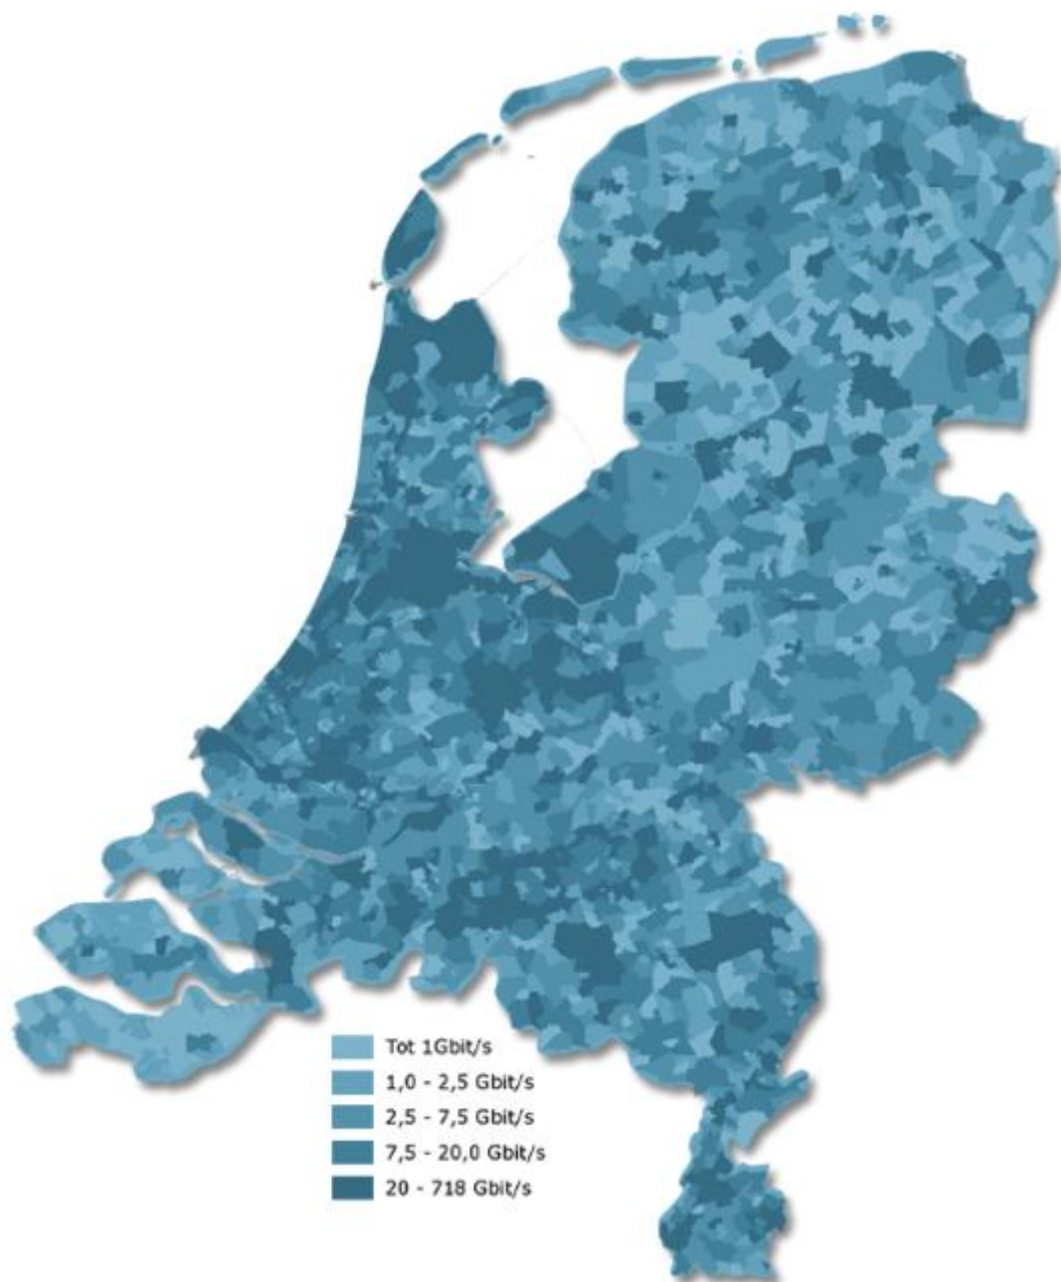 Tot 1Gbit/s
1,0 - 2,5 Gbit/s
2,5 - 7,5 Gbit/s
7,5 - 20,0 Gbit/s
20 - 718 Gbit/s